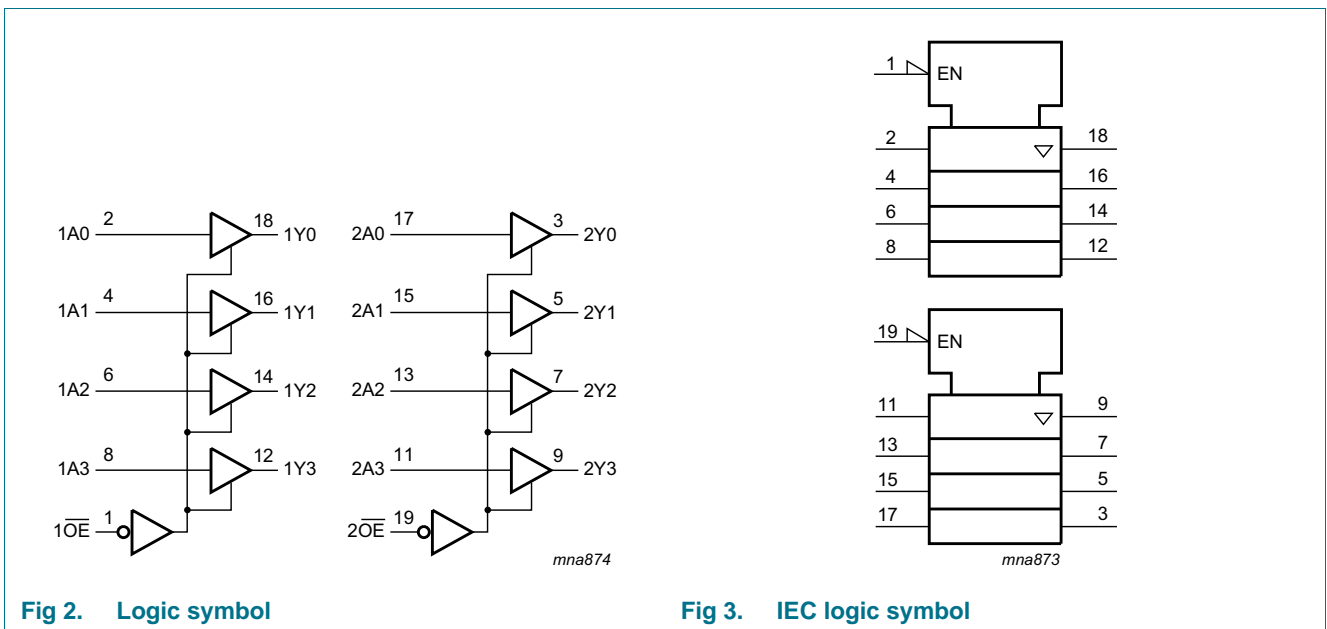 1A0 2 18 1Y0
1A1 4 16 1Y1
1A2 6 14 1Y2
1A3 8 12 1Y3
1O̅E̅ 1
2A0 17 3 2Y0
2A1 15 5 2Y1
2A2 13 7 2Y2
2A3 11 9 2Y3
2O̅E̅ 19
mna874
1 EN
2 18
4 16
6 14
8 12
19 EN
11 9
13 7
15 5
17 3
mna873
Fig 2. Logic symbol
Fig 3. IEC logic symbol